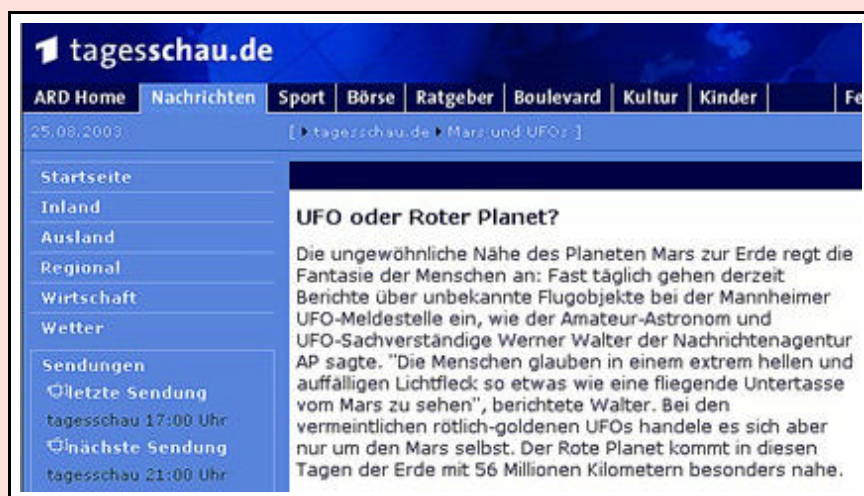 tagesschau.de
ARD Home Nachrichten Sport Börse Ratgeber Boulevard Kultur Kinder Fe
25.08.2003 [ tagesschau.de Mars und UFOs ]
Startseite
Inland
Ausland
Regional
Wirtschaft
Wetter
Sendungen
letzte Sendung
tagesschau 17:00 Uhr
nächste Sendung
tagesschau 21:00 Uhr
UFO oder Roter Planet?
Die ungewöhnliche Nähe des Planeten Mars zur Erde regt die
Fantasie der Menschen an: Fast täglich gehen derzeit
Berichte über unbekannte Flugobjekte bei der Mannheimer
UFO-Meldestelle ein, wie der Amateur-Astronom und
UFO-Sachverständige Werner Walter der Nachrichtenagentur
AP sagte. "Die Menschen glauben in einem extrem hellen und
auffälligen Lichtfleck so etwas wie eine fliegende Untertasse
vom Mars zu sehen", berichtete Walter. Bei den
vermeintlichen rötlich-goldenen UFOs handele es sich aber
nur um den Mars selbst. Der Rote Planet kommt in diesen
Tagen der Erde mit 56 Millionen Kilometern besonders nahe.